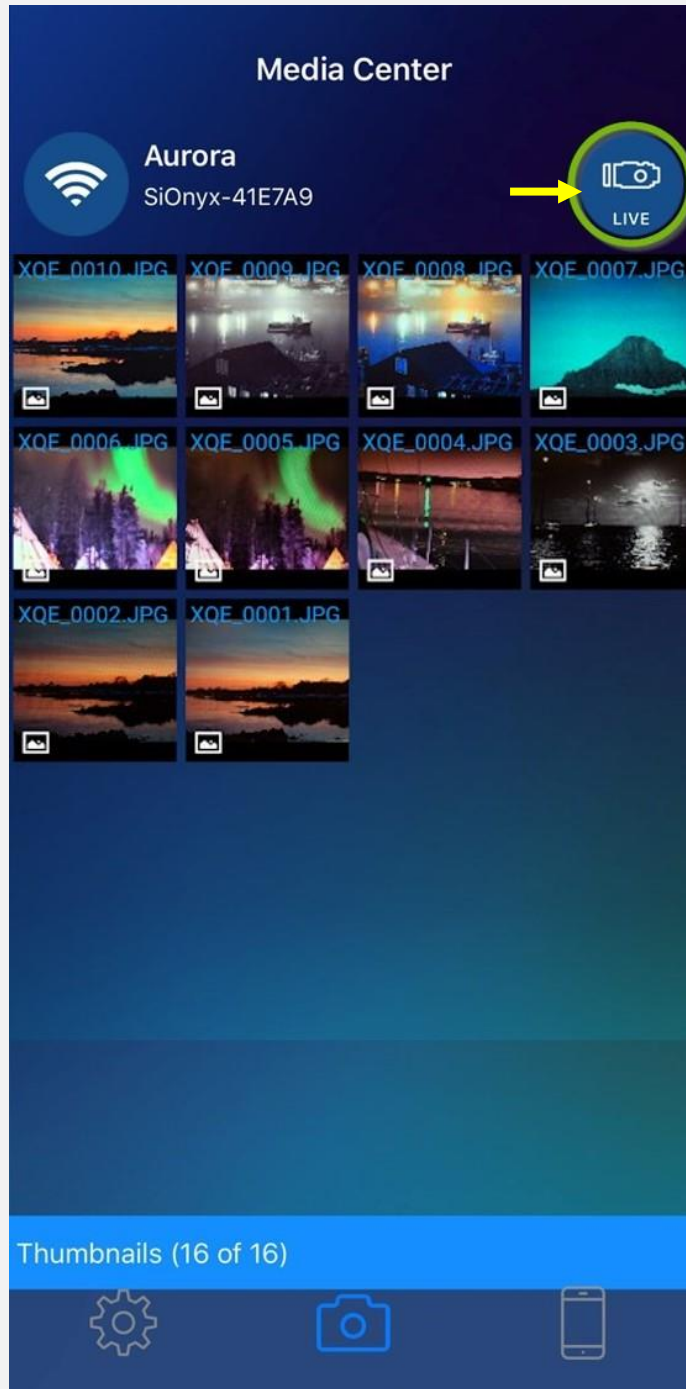 Media Center
Aurora
SiOnyx-41E7A9
LIVE
XQE_0010.JPG XQE_0009.JPG XQE_0008.JPG XQE_0007.JPG
XQE_0006.JPG XQE_0005.JPG XQE_0004.JPG XQE_0003.JPG
XQE_0002.JPG XQE_0001.JPG
Thumbnails (16 of 16)